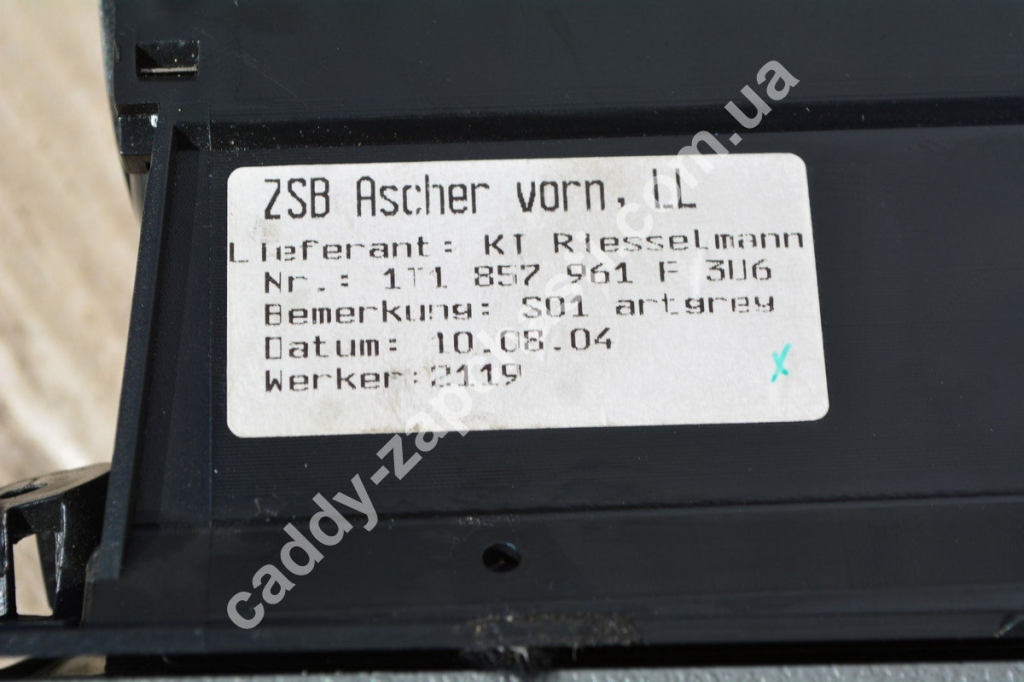 ZSB Ascher vorn, LL
Lieferant: KT Riesselmann
Nr.: 1T1 857 961 F 3U6
Bemerkung: S01 artgrey
Datum: 10.08.04
Werker:2119
X
caddy-zapchasti.com.ua